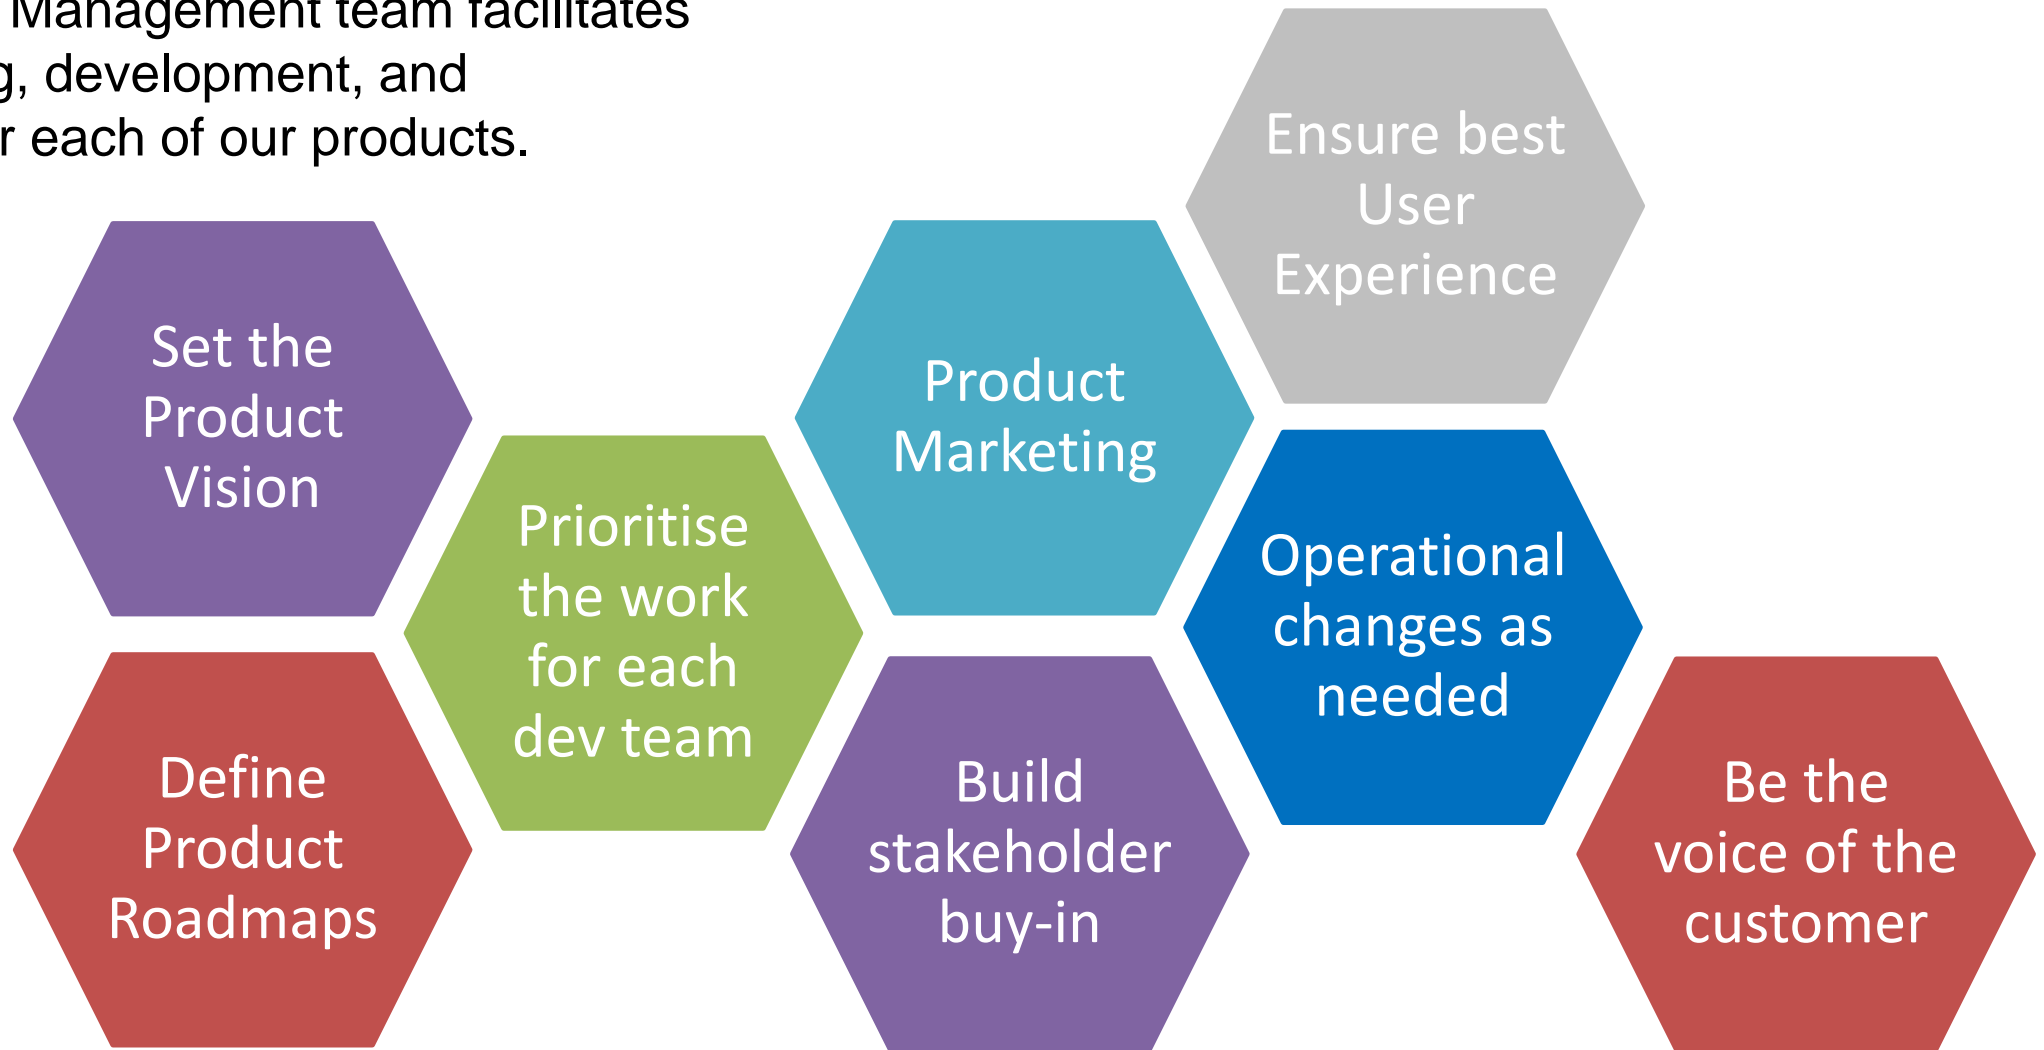 Management team facilitates
, development, and
each of our products.
Ensure best
User
Experience
Set the
Product
Vision
Product
Marketing
Prioritise
the work
for each
dev team
Operational
changes as
needed
Define
Product
Roadmaps
Build
stakeholder
buy-in
Be the
voice of the
customer